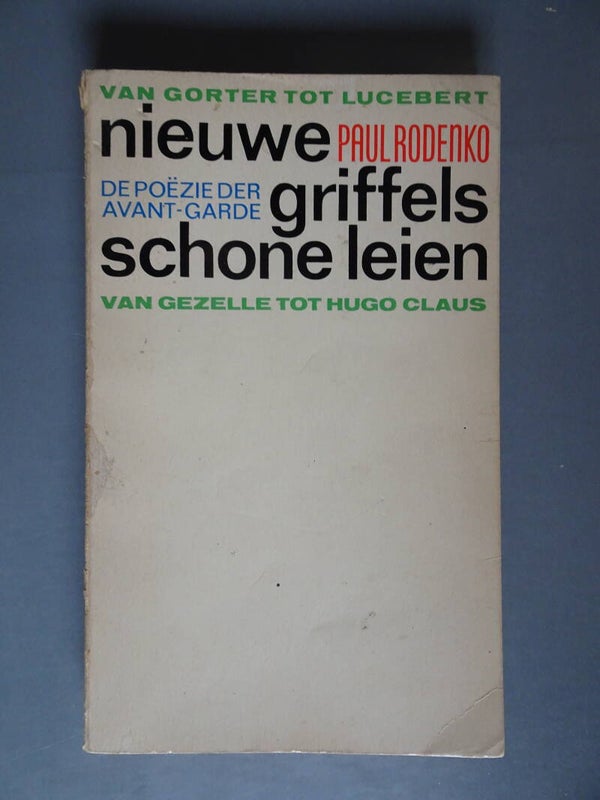 VAN GORTER TOT LUCEBERT
nieuwe PAUL RODENKO
DE POËZIE DER
AVANT-GARDE griffels
schone leien
VAN GEZELLE TOT HUGO CLAUS